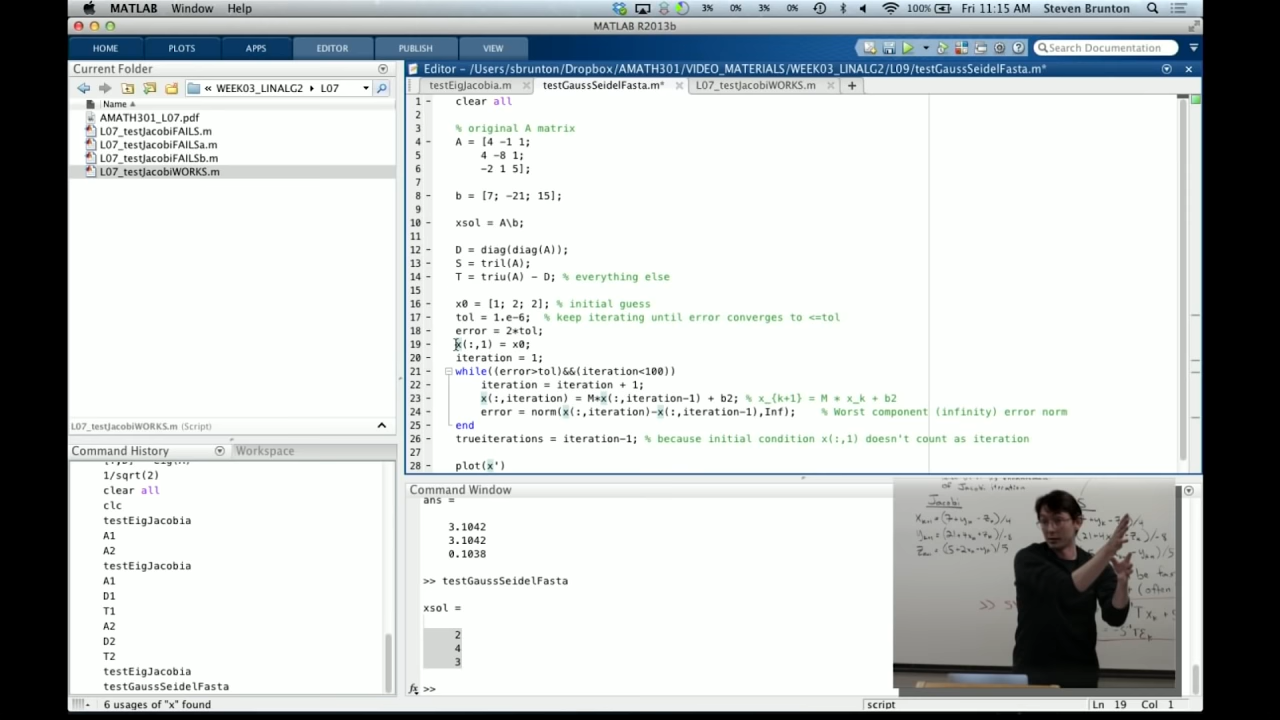 MATLAB Window Help 3% 0% 3% 0% 100% Fri 11:15 AM Steven Brunton
MATLAB R2013b
HOME PLOTS APPS EDITOR PUBLISH VIEW Search Documentation
Current Folder
« WEEK03_LINALG2 ▸ L07
Name
AMATH301_L07.pdf
L07_testJacobiFAILS.m
L07_testJacobiFAILSa.m
L07_testJacobiFAILSb.m
L07_testJacobiWORKS.m
L07_testJacobiWORKS.m (Script)
Command History Workspace
1/sqrt(2)
clear all
clc
testEigJacobia
A1
A2
testEigJacobia
A1
D1
T1
A2
D2
T2
testEigJacobia
testGaussSeidelFasta
Editor - /Users/sbrunton/Dropbox/AMATH301/VIDEO_MATERIALS/WEEK03_LINALG2/L09/testGaussSeidelFasta.m*
testEigJacobia.m testGaussSeidelFasta.m* L07_testJacobiWORKS.m
1 - clear all
2
3 % original A matrix
4 - A = [4 -1 1;
5 4 -8 1;
6 -2 1 5];
7
8 - b = [7; -21; 15];
9
10 - xsol = A\b;
11
12 - D = diag(diag(A));
13 - S = tril(A);
14 - T = triu(A) - D; % everything else
15
16 - x0 = [1; 2; 2]; % initial guess
17 - tol = 1.e-6; % keep iterating until error converges to <=tol
18 - error = 2*tol;
19 - x(:,1) = x0;
20 - iteration = 1;
21 - while((error>tol)&&(iteration<100))
22 - iteration = iteration + 1;
23 - x(:,iteration) = M*x(:,iteration-1) + b2; % x_{k+1} = M * x_k + b2
24 - error = norm(x(:,iteration)-x(:,iteration-1),Inf); % Worst component (infinity) error norm
25 - end
26 - trueiterations = iteration-1; % because initial condition x(:,1) doesn't count as iteration
27
28 - plot(x')
Command Window
ans =
3.1042
3.1042
0.1038
>> testGaussSeidelFasta
xsol =
2
4
3
fx >>
of Jacobi iteration
Jacobi
6 usages of "x" found script Ln 19 Col 1